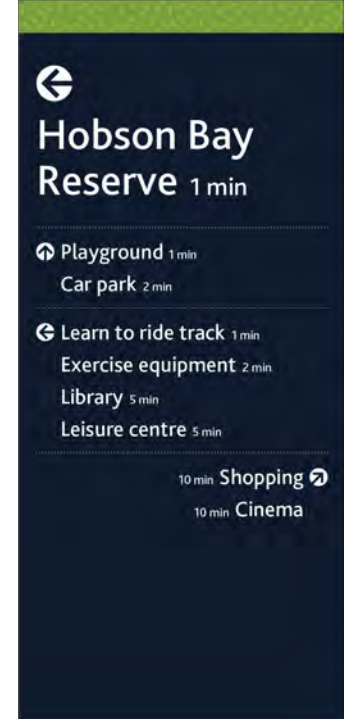 Hobson Bay
Reserve 1 min
Playground 1 min
Car park 2 min
Learn to ride track 1 min
Exercise equipment 2 min
Library 5 min
Leisure centre 5 min
10 min Shopping
10 min Cinema